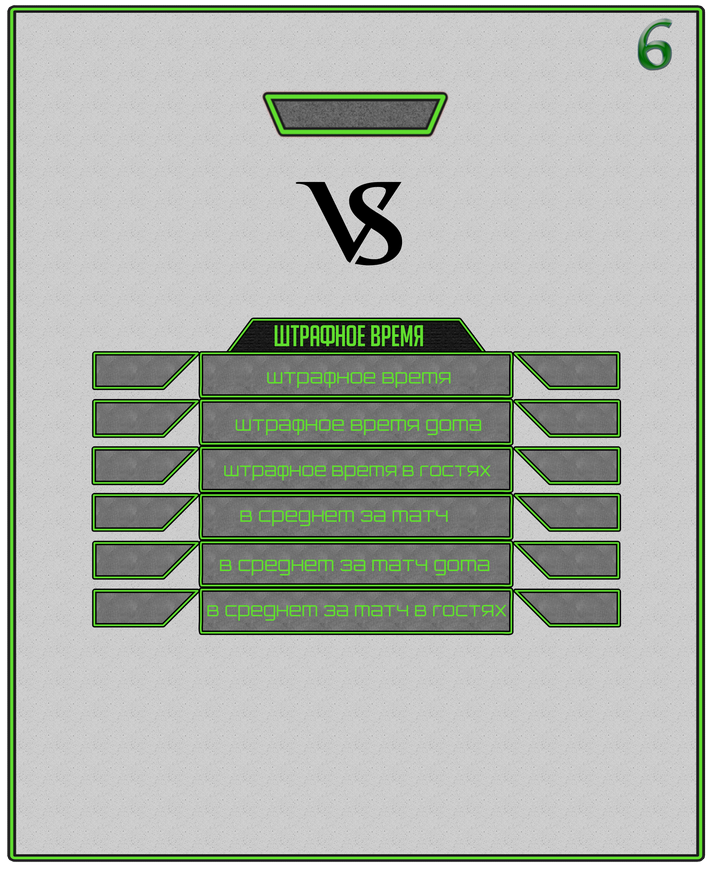 6
VS
ШТРАФНОЕ ВРЕМЯ
штрафное время
штрафное время дома
штрафное время в гостях
в среднем за матч
в среднем за матч дома
в среднем за матч в гостях